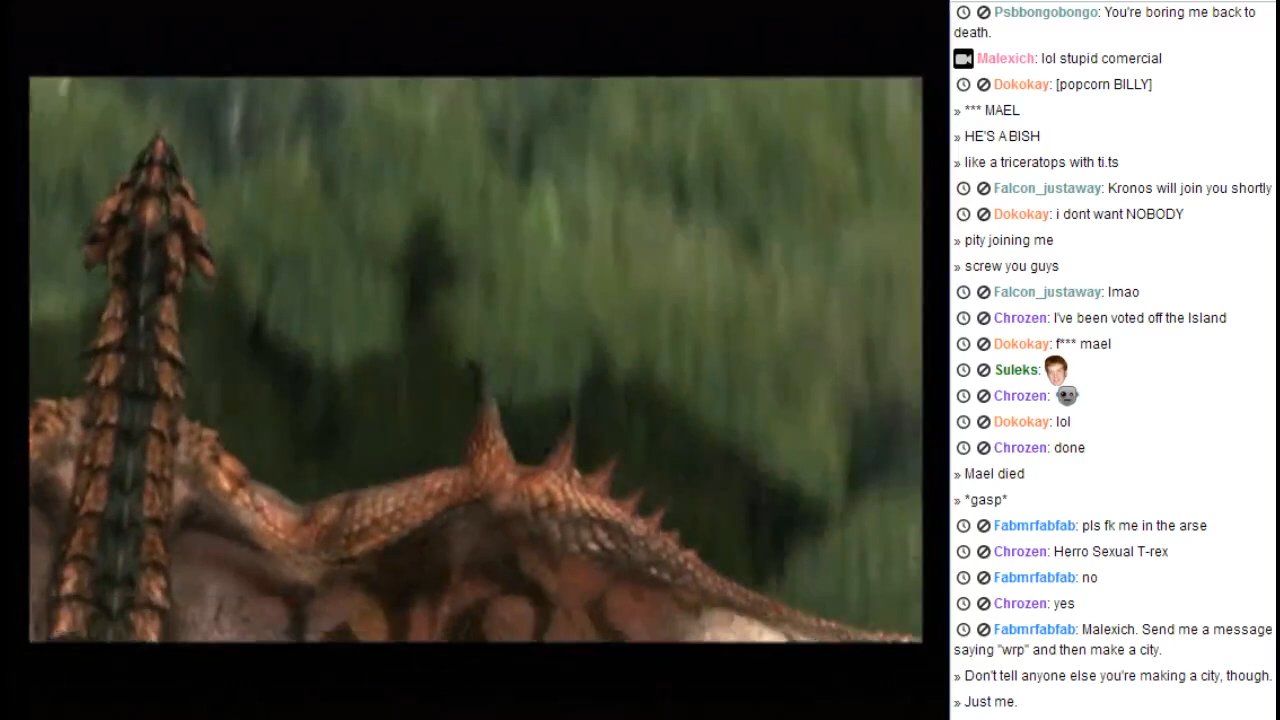 Psbbongobongo: You're boring me back to
death.
Malexich: lol stupid comercial
Dokokay: [popcorn BILLY]
» *** MAEL
» HE'S A BISH
» like a triceratops with ti.ts
Falcon_justaway: Kronos will join you shortly
Dokokay: i dont want NOBODY
» pity joining me
» screw you guys
Falcon_justaway: lmao
Chrozen: I've been voted off the Island
Dokokay: f*** mael
Suleks:
Chrozen:
Dokokay: lol
Chrozen: done
» Mael died
» *gasp*
Fabmrfabfab: pls fk me in the arse
Chrozen: Herro Sexual T-rex
Fabmrfabfab: no
Chrozen: yes
Fabmrfabfab: Malexich. Send me a message
saying "wrp" and then make a city.
» Don't tell anyone else you're making a city, though.
» Just me.